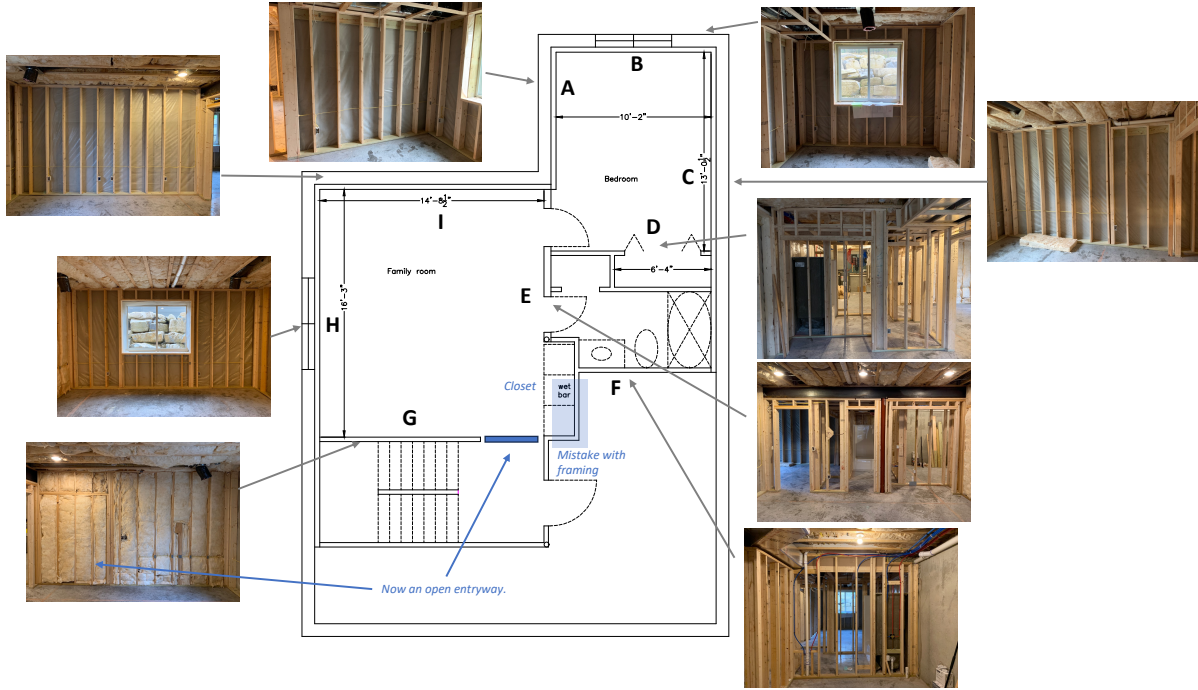 B
A
10'-2"
13'-0½"
C
Bedroom
14'-8½"
I
D
6'-4"
Family room
16'-3"
E
H
Closet
wet
bar
F
G
Mistake with
framing
Now an open entryway.